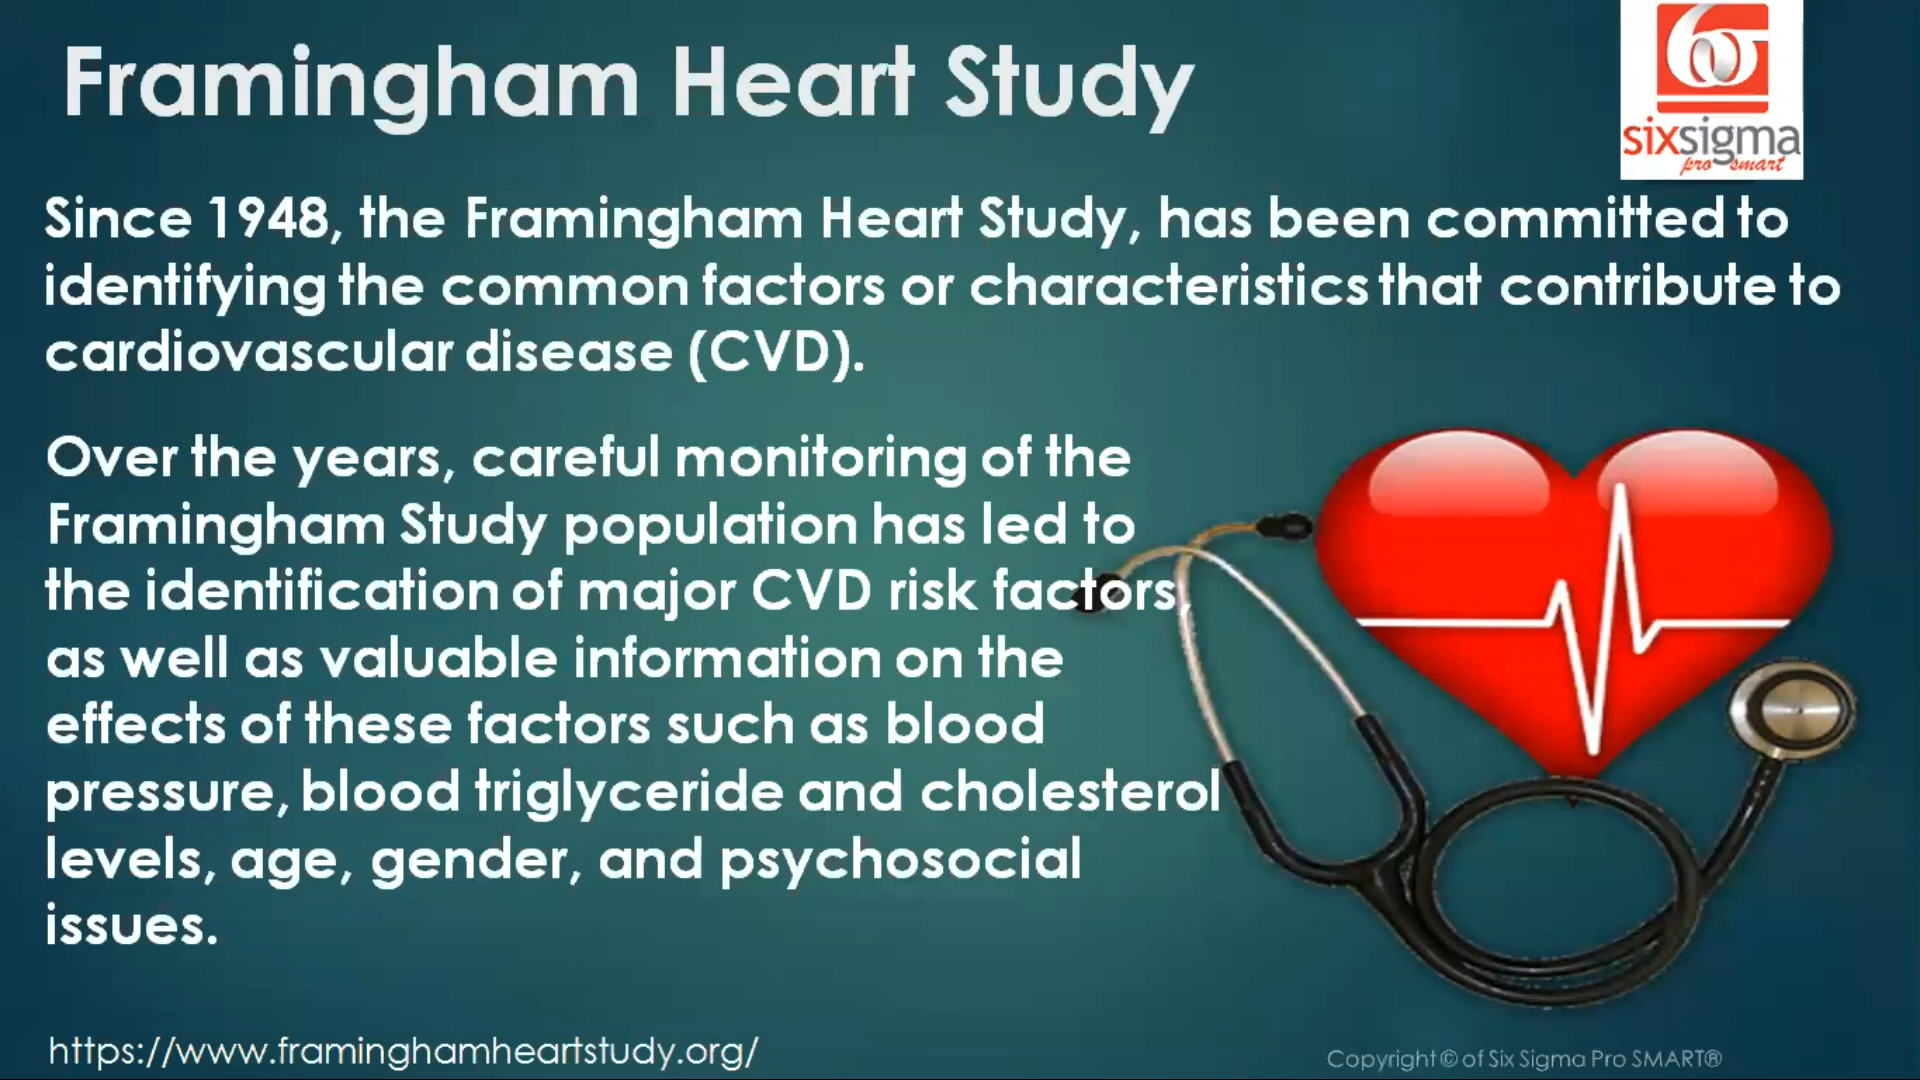 Framingham Heart Study
sixsigma
pro smart
Since 1948, the Framingham Heart Study, has been committed to
identifying the common factors or characteristics that contribute to
cardiovascular disease (CVD).
Over the years, careful monitoring of the
Framingham Study population has led to
the identification of major CVD risk factors,
as well as valuable information on the
effects of these factors such as blood
pressure, blood triglyceride and cholesterol
levels, age, gender, and psychosocial
issues.
https://www.framinghamheartstudy.org/
Copyright © of Six Sigma Pro SMART®